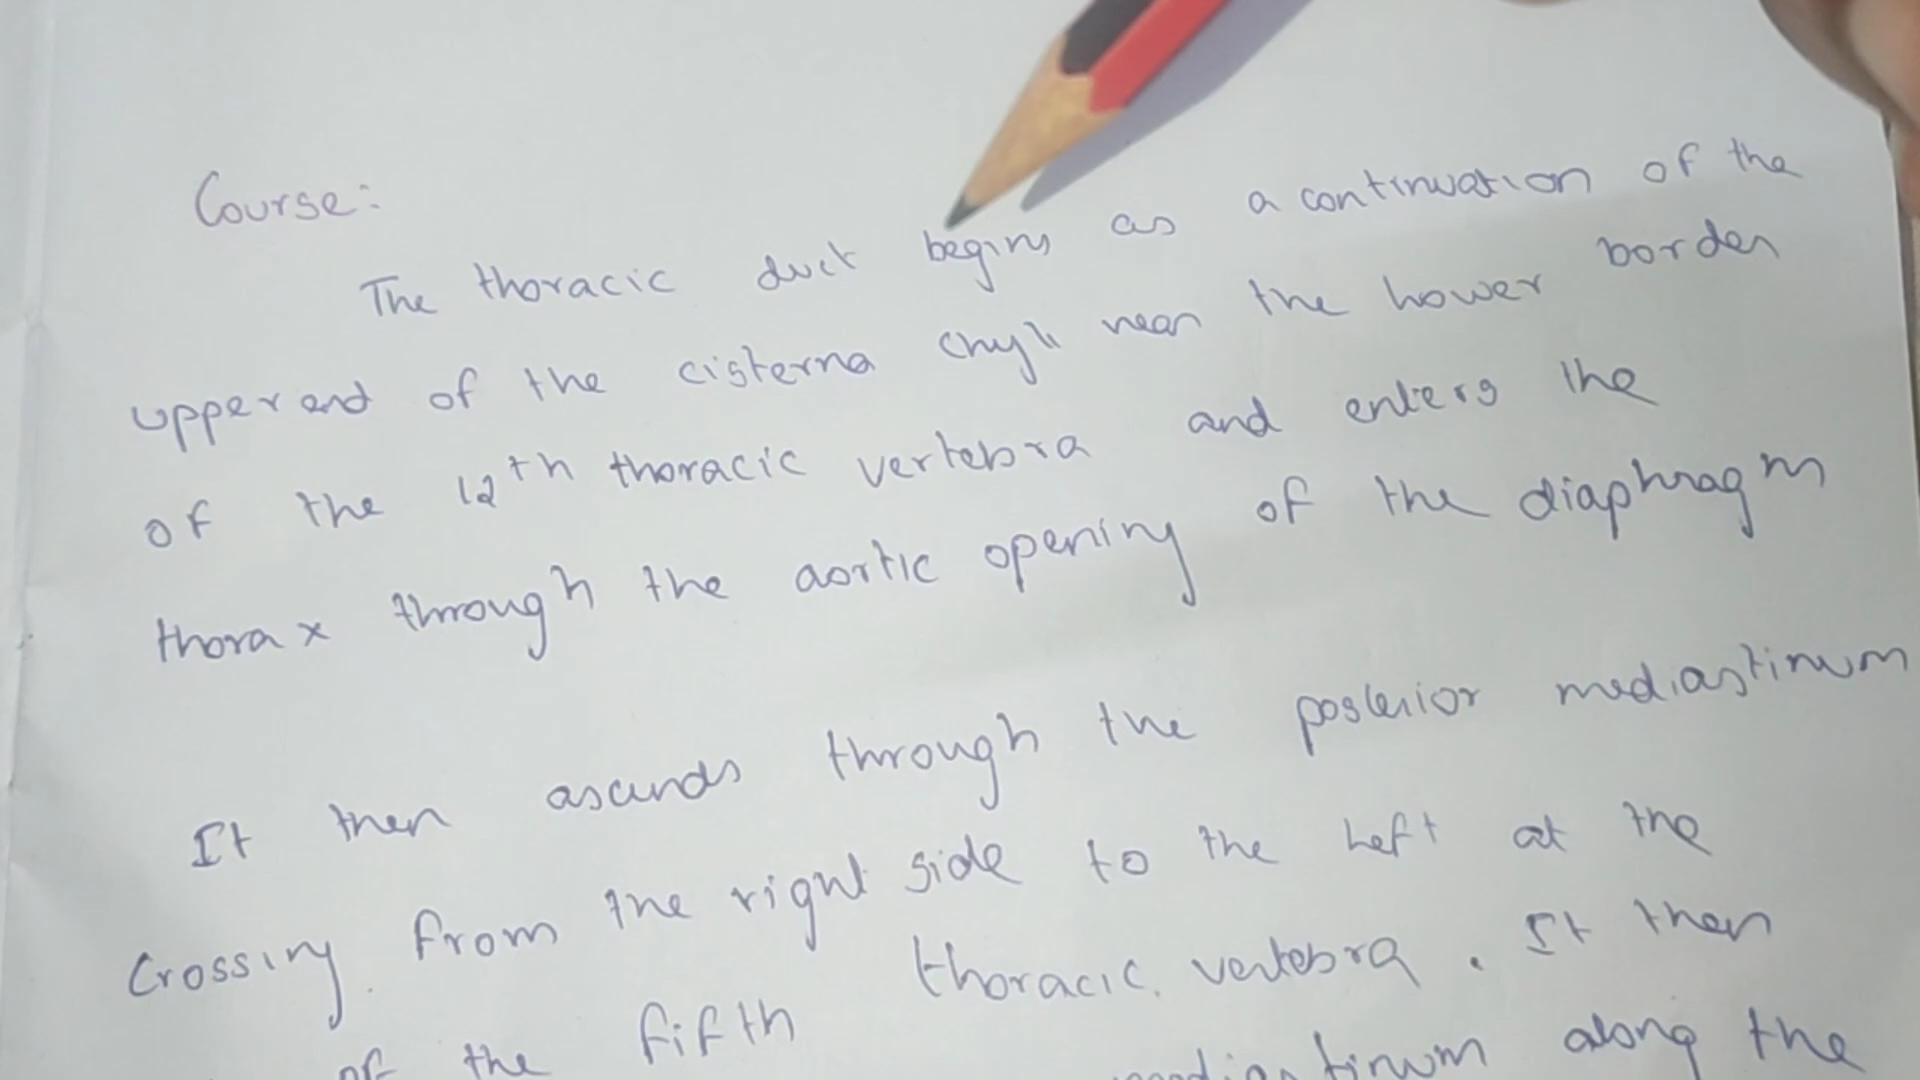 Course:
The thoracic duct begins as a continuation of the
upper end of the cisterna chyli near the lower border
of the 12th thoracic vertebra and enters the
thorax through the aortic opening of the diaphragm
It then ascends through the posterior mediastinum
crossing from the right side to the left at the
of the fifth thoracic vertebra. It then
mediastinum along the